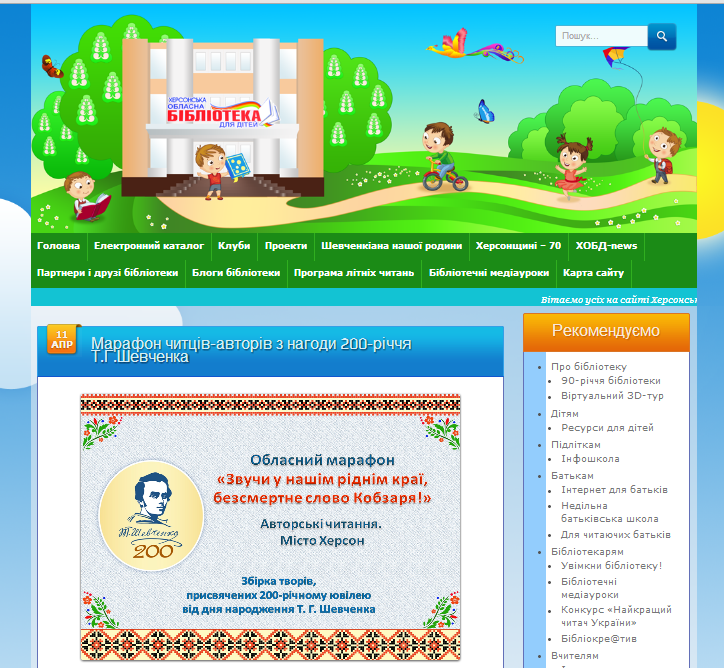 Пошук...
ХЕРСОНСЬКА
ОБЛАСНА
БІБЛІОТЕКА
ДЛЯ ДІТЕЙ
Головна
Електронний каталог
Клуби
Проекти
Шевченкіана нашої родини
Херсонщині – 70
ХОБД-news
Партнери і друзі бібліотеки
Блоги бібліотеки
Програма літніх читань
Бібліотечні медіауроки
Карта сайту
Вітаємо усіх на сайті Херсонсь
11
АПР
Марафон читців-авторів з нагоди 200-річчя
Т.Г.Шевченка
Обласний марафон
«Звучи у нашім ріднім краї,
безсмертне слово Кобзаря!»
Авторські читання.
Місто Херсон
Т.Шевченко
200
Збірка творів,
присвячених 200-річному ювілею
від дня народження Т. Г. Шевченка
Рекомендуємо
Про бібліотеку
90-річчя бібліотеки
Віртуальний 3D-тур
Дітям
Ресурси для дітей
Підліткам
Інфошкола
Батькам
Інтернет для батьків
Недільна
батьківська школа
Для читаючих батьків
Бібліотекарям
Увімкни бібліотеку!
Бібліотечні
медіауроки
Конкурс «Найкращий
читач України»
Бібліокре@тив
Вчителям